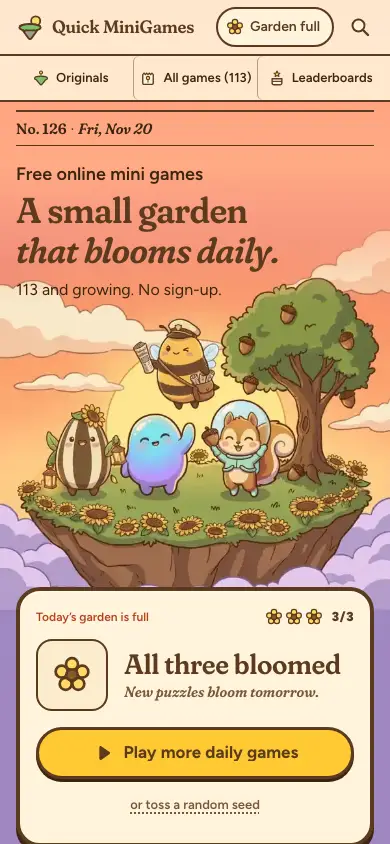 Quick MiniGames
Garden full
Originals
All games (113)
Leaderboards
No. 126 · Fri, Nov 20
Free online mini games
A small garden
that blooms daily.
113 and growing. No sign-up.
Today's garden is full
3/3
All three bloomed
New puzzles bloom tomorrow.
Play more daily games
or toss a random seed